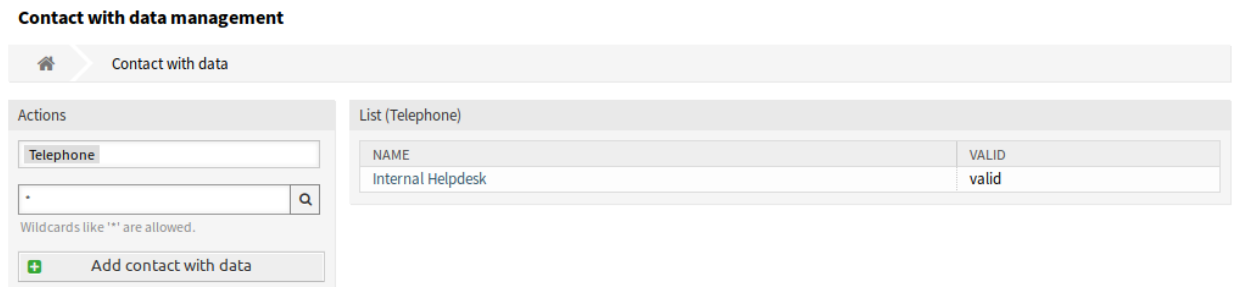 Contact with data management
Contact with data
Actions
Telephone
*
Wildcards like '*' are allowed.
Add contact with data
List (Telephone)
NAME VALID
Internal Helpdesk valid